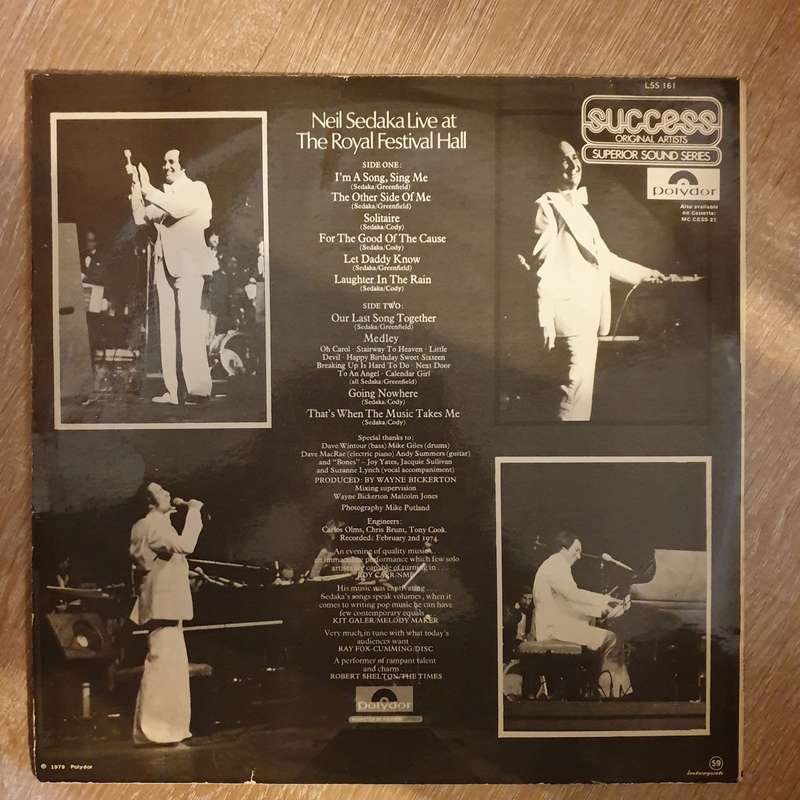 LSS 161
success
ORIGINAL ARTISTS
SUPERIOR SOUND SERIES
Polydor
Also available
on Cassette:
MC CESS 21
Neil Sedaka Live at
The Royal Festival Hall
SIDE ONE:
I'm A Song, Sing Me
(Sedaka/Greenfield)
The Other Side Of Me
(Sedaka/Greenfield)
Solitaire
(Sedaka/Cody)
For The Good Of The Cause
(Sedaka/Cody)
Let Daddy Know
(Sedaka/Greenfield)
Laughter In The Rain
(Sedaka/Cody)
SIDE TWO:
Our Last Song Together
(Sedaka/Greenfield)
Medley
Oh Carol · Stairway To Heaven · Little
Devil · Happy Birthday Sweet Sixteen
Breaking Up Is Hard To Do · Next Door
To An Angel · Calendar Girl
(all Sedaka/Greenfield)
Going Nowhere
(Sedaka/Cody)
That's When The Music Takes Me
(Sedaka/Cody)
Special thanks to:
Dave Wintour (bass) Mike Giles (drums)
Dave MacRae (electric piano) Andy Summers (guitar)
and "Bones" – Joy Yates, Jacquie Sullivan
and Suzanne Lynch (vocal accompaniment)
PRODUCED: BY WAYNE BICKERTON
Mixing supervision
Wayne Bickerton Malcolm Jones
Photography Mike Putland
Engineers:
Carlos Olms, Chris Brunt, Tony Cook.
Recorded: February 2nd 1974.
An evening of quality music,
an immaculate performance which few solo
artists are capable of turning in . . .
ROY CARR/NME
His music was captivating . . .
Sedaka's songs speak volumes, when it
comes to writing pop music he can have
few contemporary equals
KIT GALER/MELODY MAKER
Very much in tune with what today's
audiences want . . .
RAY FOX-CUMMING/DISC
A performer of rampant talent
and charm . . .
ROBERT SHELTON/THE TIMES
Polydor
℗ 1979 Polydor
59